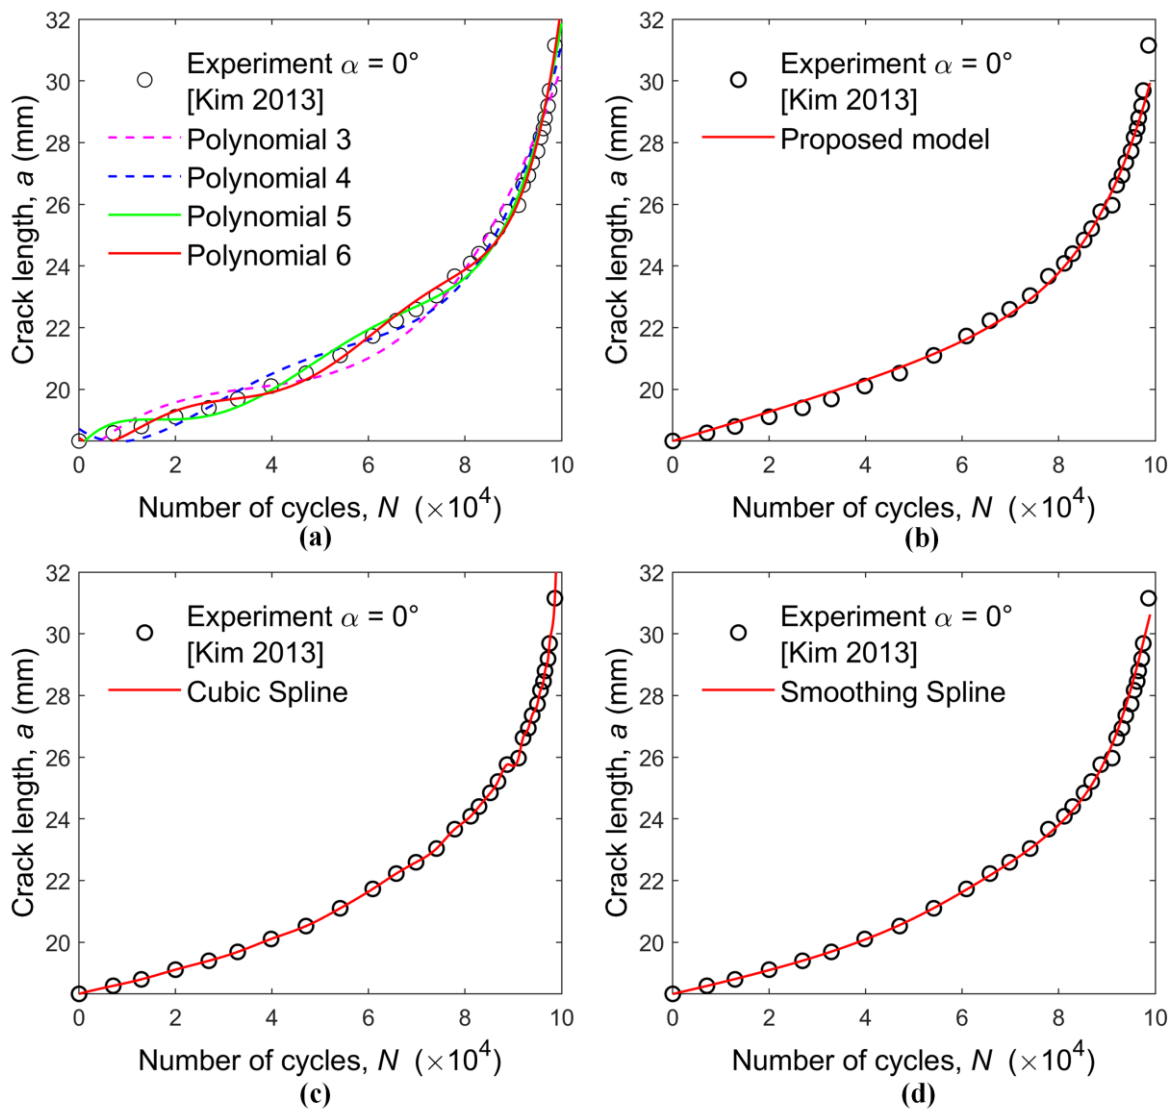 32
30
28
26
24
22
20
Crack length, a (mm)
Experiment α = 0°
[Kim 2013]
Polynomial 3
Polynomial 4
Polynomial 5
Polynomial 6
0 2 4 6 8 10
Number of cycles, N (×10⁴)
(a)
32
30
28
26
24
22
20
Crack length, a (mm)
Experiment α = 0°
[Kim 2013]
Proposed model
0 2 4 6 8 10
Number of cycles, N (×10⁴)
(b)
32
30
28
26
24
22
20
Crack length, a (mm)
Experiment α = 0°
[Kim 2013]
Cubic Spline
0 2 4 6 8 10
Number of cycles, N (×10⁴)
(c)
32
30
28
26
24
22
20
Crack length, a (mm)
Experiment α = 0°
[Kim 2013]
Smoothing Spline
0 2 4 6 8 10
Number of cycles, N (×10⁴)
(d)